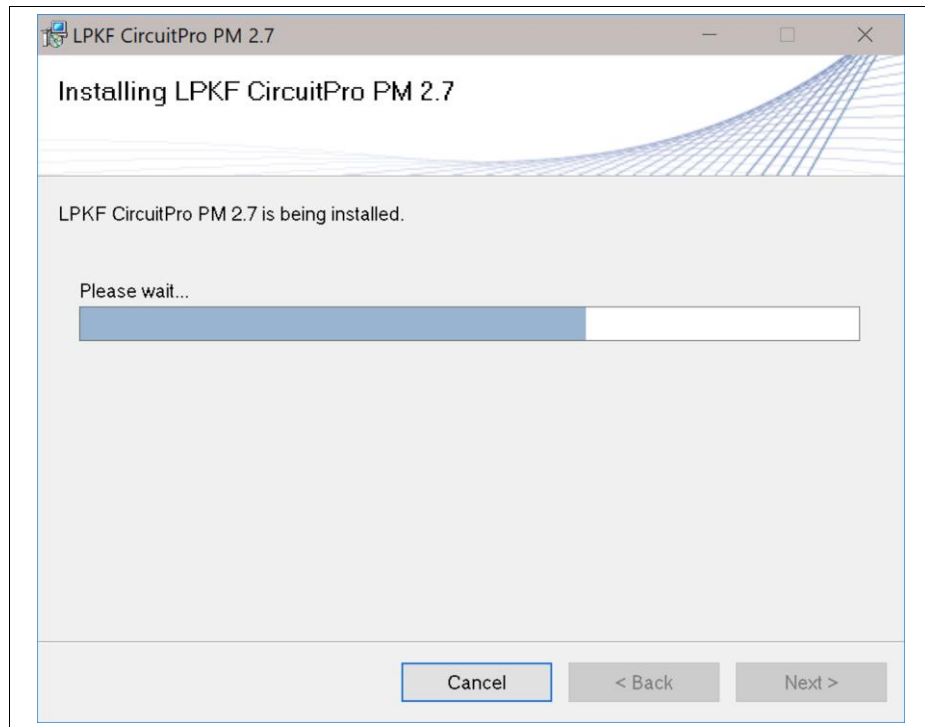 LPKF CircuitPro PM 2.7
Installing LPKF CircuitPro PM 2.7
LPKF CircuitPro PM 2.7 is being installed.
Please wait...
Cancel
< Back
Next >